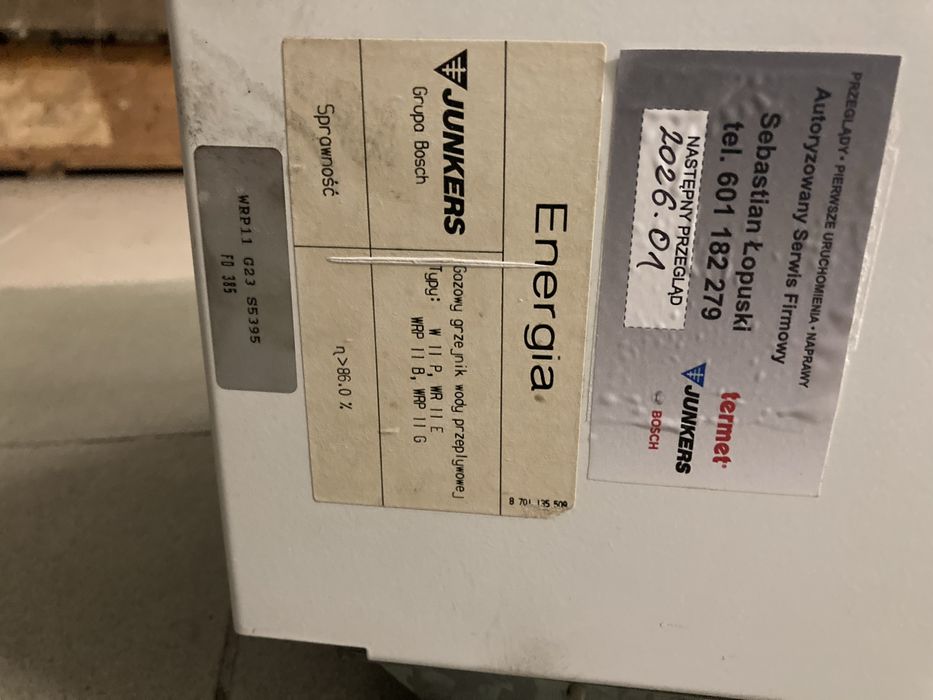 PRZEGLĄDY • PIERWSZE URUCHOMIENIA • NAPRAWY
Autoryzowany Serwis Firmowy
Sebastian Łopuski
tel. 601 182 279
NASTĘPNY PRZEGLĄD
2026.01
termet
JUNKERS
BOSCH
Energia
8 701 135 509
JUNKERS
Grupa Bosch
Gazowy grzejnik wody przepływowej
Typy: W 11 P, WR 11 E
WRP 11 B, WRP 11 G
Sprawność
η>86.0 %
WRP11 G23 S5395
FD 385